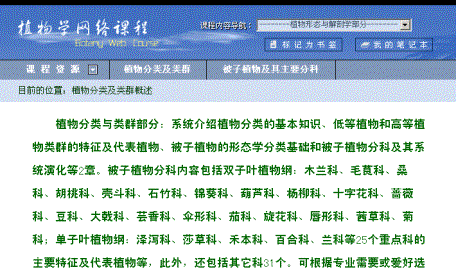 植物学网络课程
Botany Web Course
课程内容导航：
----------植物形态与解剖学部分----------
标记为书签
我的笔记本
课 程 资 源
植物分类及类群
被子植物及其主要分科
目前的位置：植物分类及类群概述
植物分类与类群部分：系统介绍植物分类的基本知识、低等植物和高等植
物类群的特征及代表植物、被子植物的形态学分类基础和被子植物分科及其系
统演化等2章。被子植物分科内容包括双子叶植物纲：木兰科、毛茛科、桑
科、胡桃科、壳斗科、石竹科、锦葵科、葫芦科、杨柳科、十字花科、蔷薇
科、豆科、大戟科、芸香科、伞形科、茄科、旋花科、唇形科、茜草科、菊
科；单子叶植物纲：泽泻科、莎草科、禾本科、百合科、兰科等25个重点科的
主要特征及代表植物等，此外，还包括其它科31个。可根据专业需要或爱好选